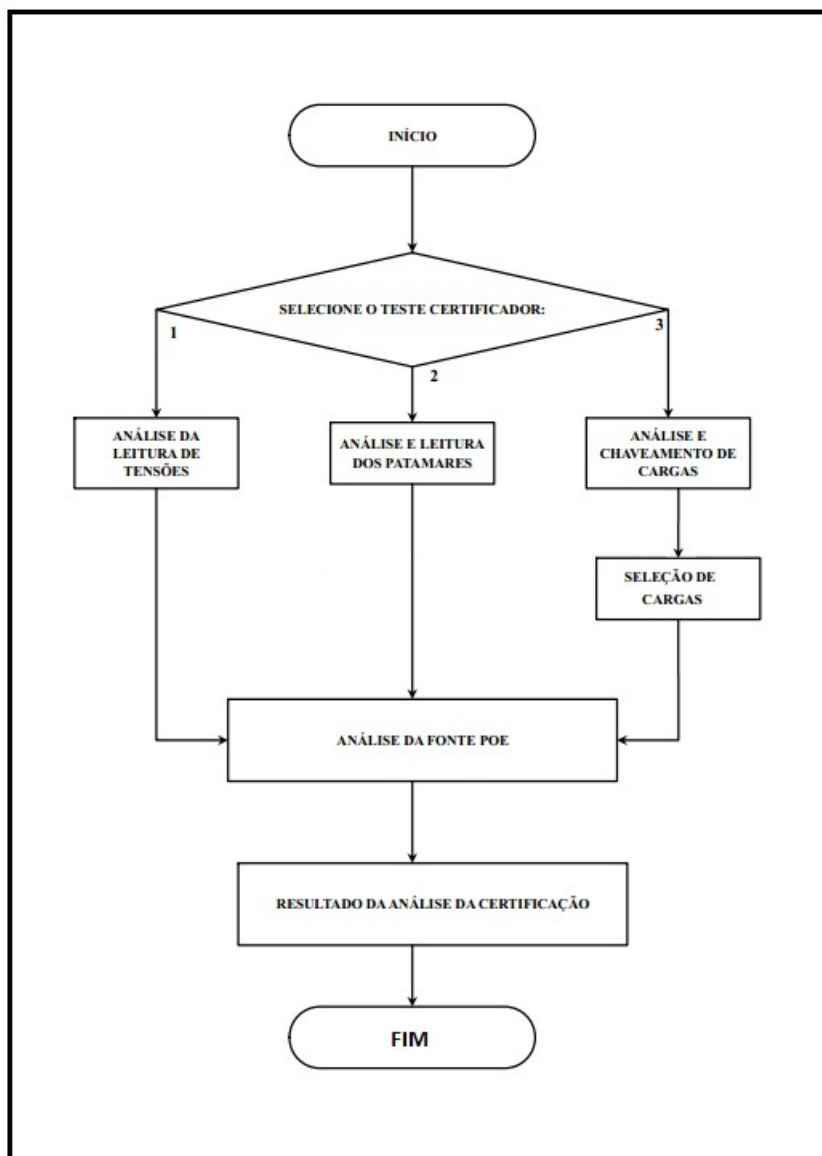 INÍCIO
SELECIONE O TESTE CERTIFICADOR:
1
2
3
ANÁLISE DA
LEITURA DE
TENSÕES
ANÁLISE E LEITURA
DOS PATAMARES
ANÁLISE E
CHAVEAMENTO DE
CARGAS
SELEÇÃO DE
CARGAS
ANÁLISE DA FONTE POE
RESULTADO DA ANÁLISE DA CERTIFICAÇÃO
FIM